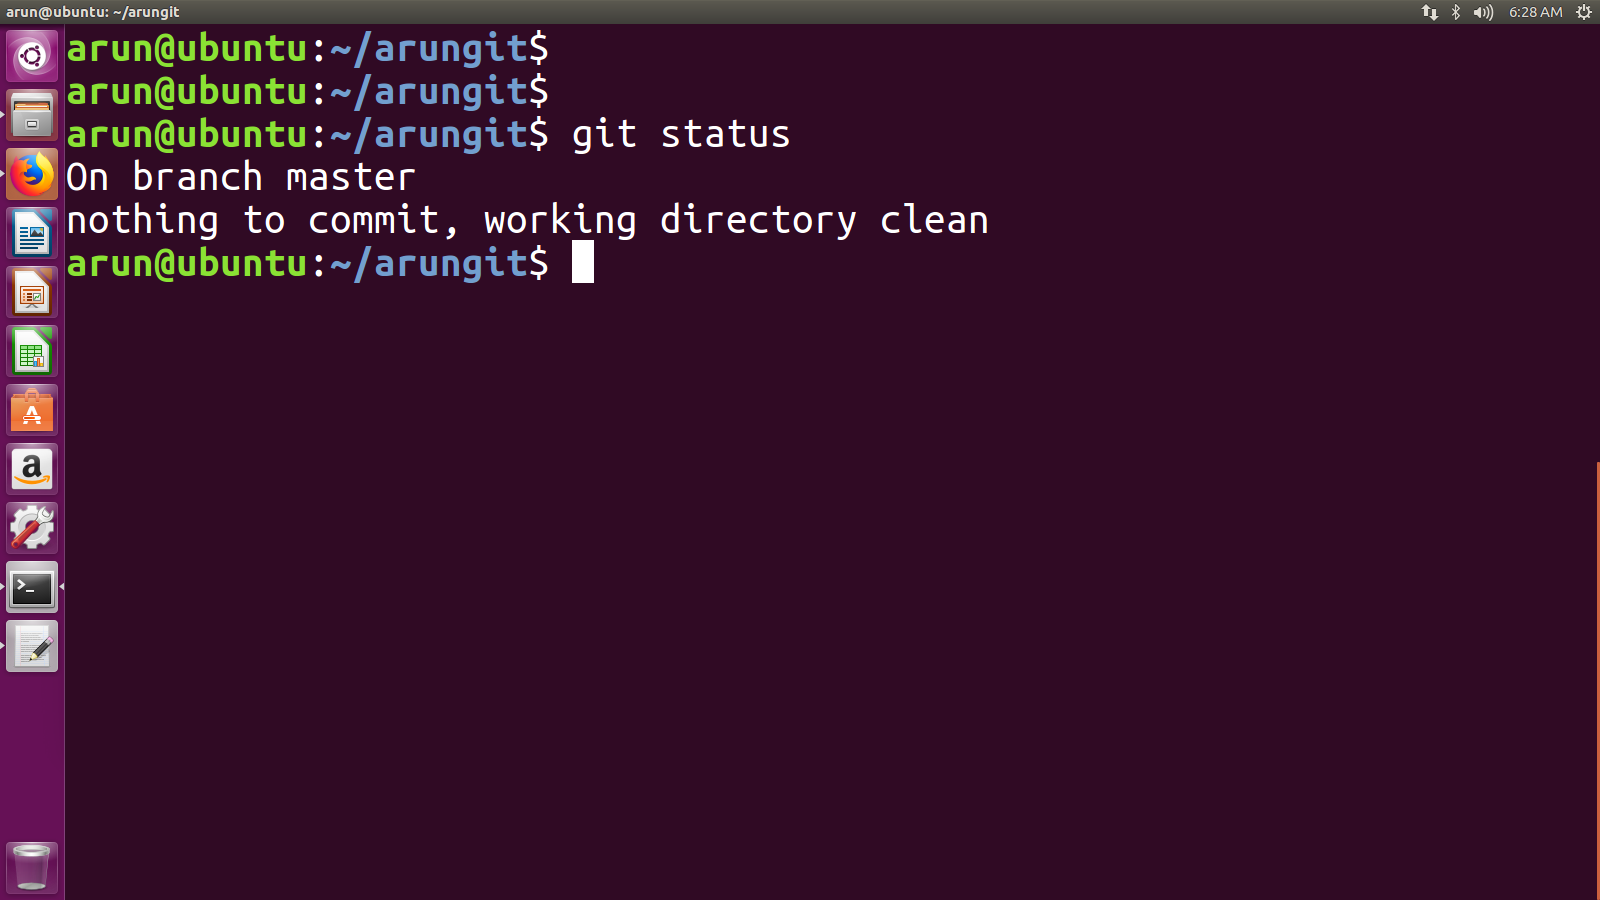 arun@ubuntu: ~/arungit
6:28 AM
arun@ubuntu:~/arungit$
arun@ubuntu:~/arungit$
arun@ubuntu:~/arungit$ git status
On branch master
nothing to commit, working directory clean
arun@ubuntu:~/arungit$